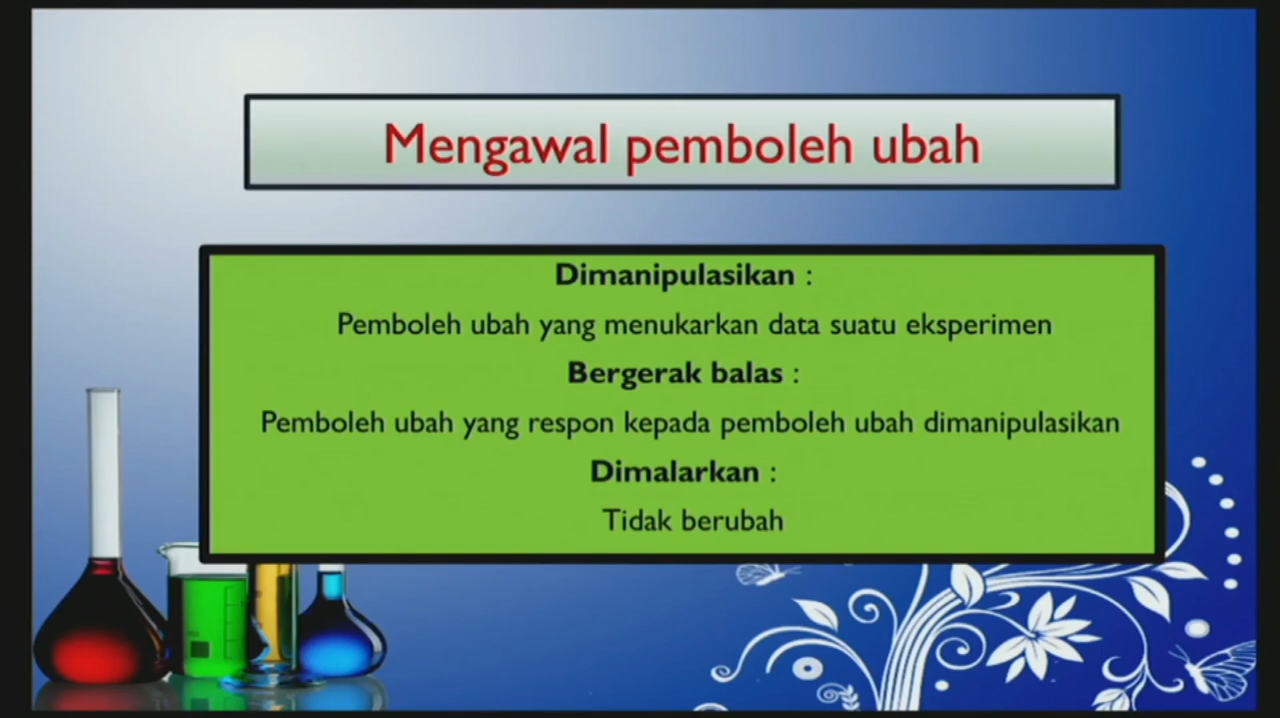 Mengawal pemboleh ubah
Dimanipulasikan :
Pemboleh ubah yang menukarkan data suatu eksperimen
Bergerak balas :
Pemboleh ubah yang respon kepada pemboleh ubah dimanipulasikan
Dimalarkan :
Tidak berubah